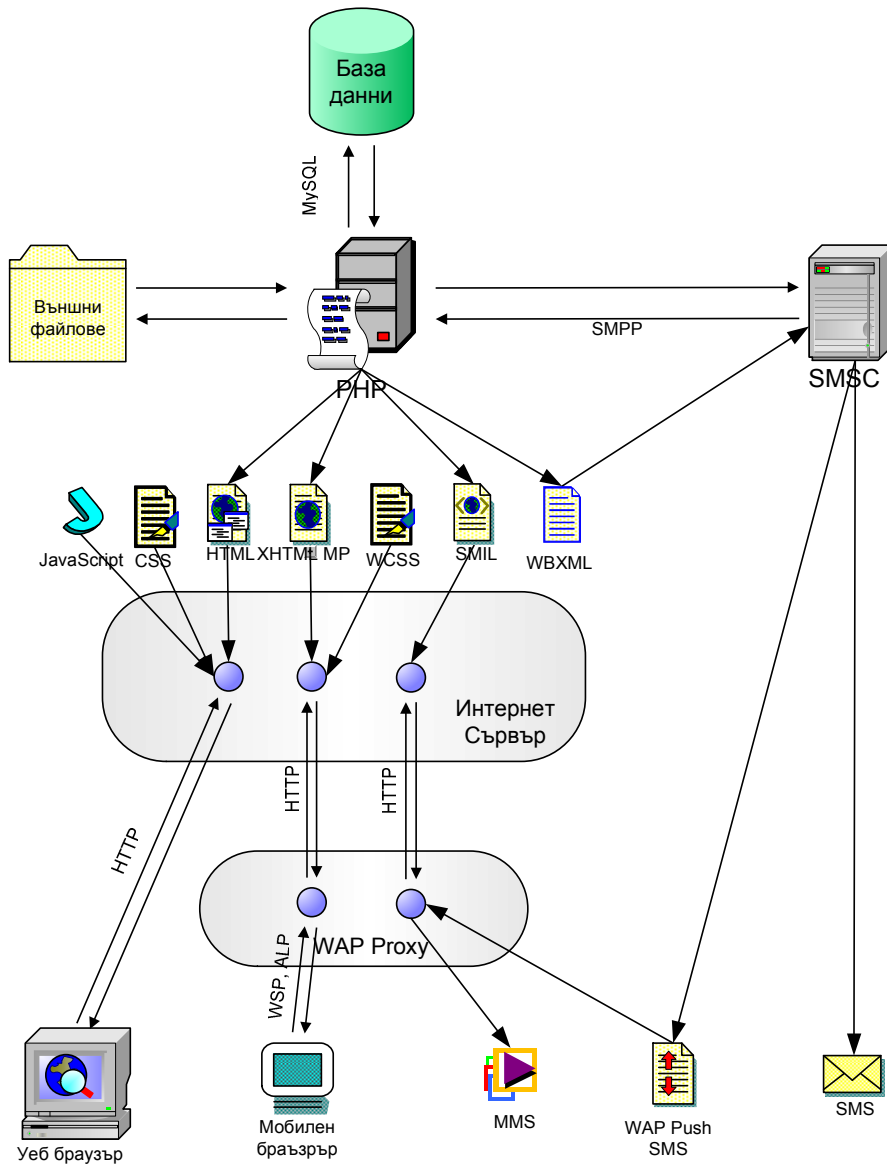 База
данни
MySQL
Външни
файлове
PHP
SMPP
SMSC
JavaScript
CSS
HTML
XHTML MP
WCSS
SMIL
WBXML
Интернет
Сървър
HTTP
HTTP
HTTP
WAP Proxy
WSP, ALP
Уеб браузър
Мобилен
браъзрър
MMS
WAP Push
SMS
SMS